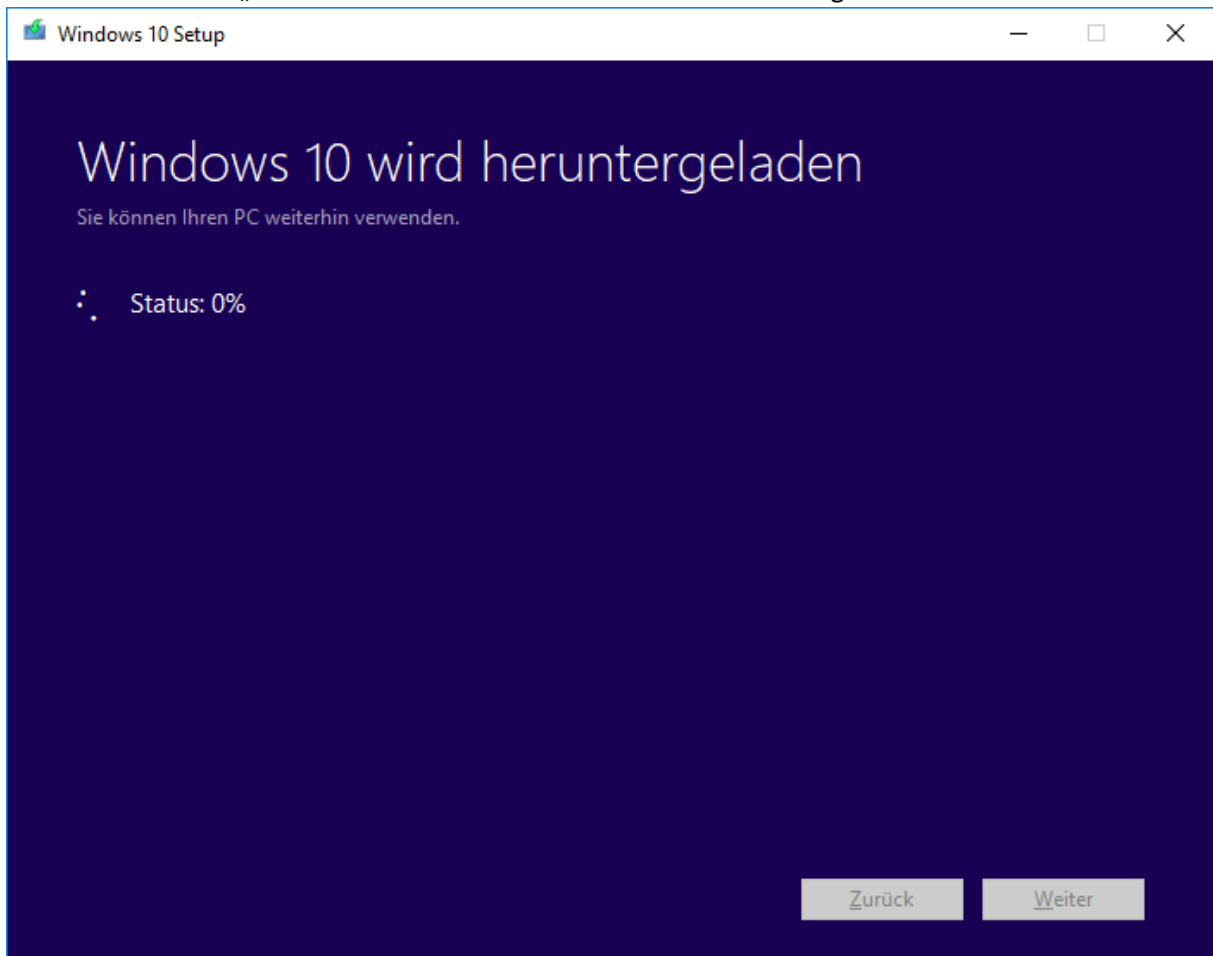 Windows 10 Setup
Windows 10 wird heruntergeladen
Sie können Ihren PC weiterhin verwenden.
Status: 0%
Zurück
Weiter